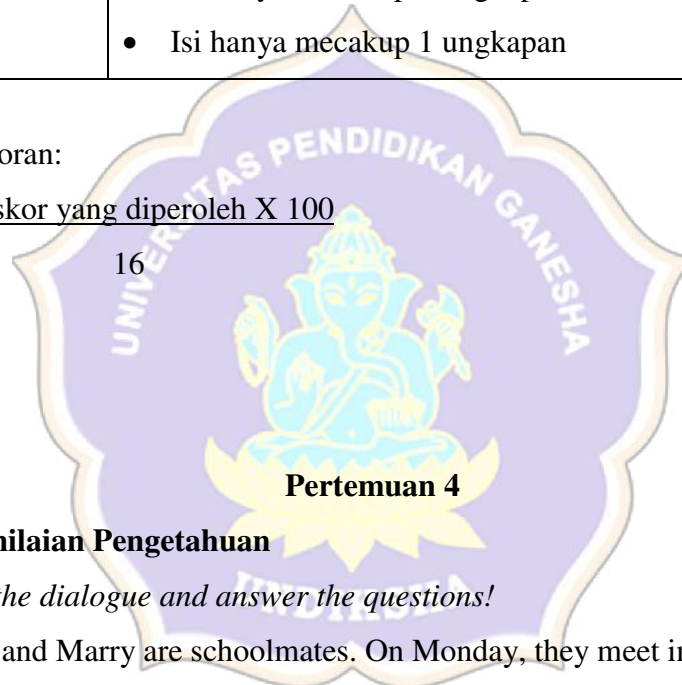 • Isi hanya mecakup 1 ungkapan
oran:
skor yang diperoleh X 100
16
UNIVERSITAS PENDIDIKAN GANESHA
Pertemuan 4
nilaian Pengetahuan
the dialogue and answer the questions!
UNDIKSHA
and Marry are schoolmates. On Monday, they meet in